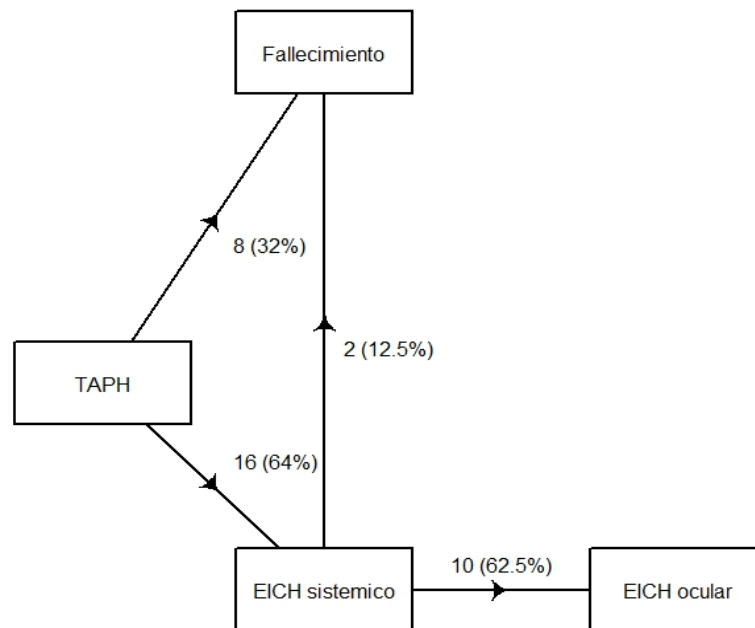 Fallecimiento
8 (32%)
2 (12.5%)
TAPH
16 (64%)
10 (62.5%)
EICH sistemico
EICH ocular